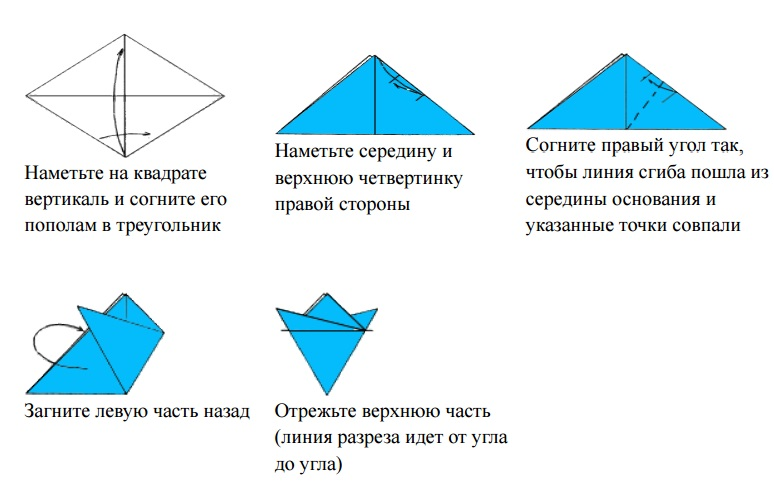 Наметьте на квадрате
вертикаль и согните его
пополам в треугольник
Наметьте середину и
верхнюю четвертинку
правой стороны
Согните правый угол так,
чтобы линия сгиба пошла из
середины основания и
указанные точки совпали
Загните левую часть назад
Отрежьте верхнюю часть
(линия разреза идет от угла
до угла)